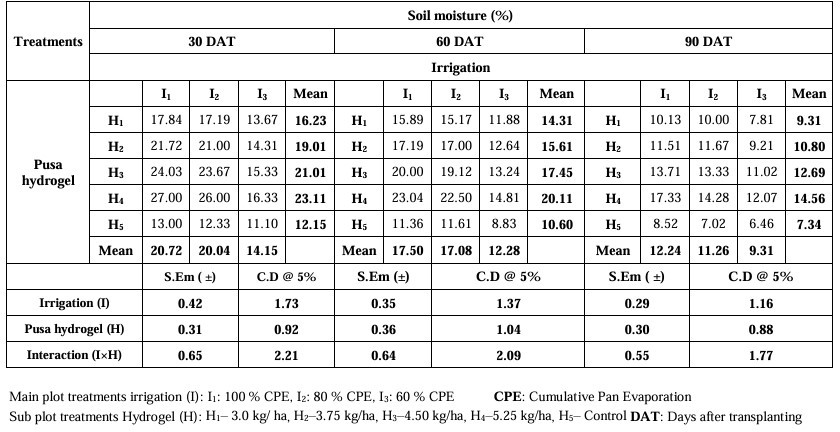 Treatments Soil moisture (%)
30 DAT 60 DAT 90 DAT
Irrigation
Pusa hydrogel I₁ I₂ I₃ Mean I₁ I₂ I₃ Mean I₁ I₂ I₃ Mean
H₁ 17.84 17.19 13.67 16.23 H₁ 15.89 15.17 11.88 14.31 H₁ 10.13 10.00 7.81 9.31
H₂ 21.72 21.00 14.31 19.01 H₂ 17.19 17.00 12.64 15.61 H₂ 11.51 11.67 9.21 10.80
H₃ 24.03 23.67 15.33 21.01 H₃ 20.00 19.12 13.24 17.45 H₃ 13.71 13.33 11.02 12.69
H₄ 27.00 26.00 16.33 23.11 H₄ 23.04 22.50 14.81 20.11 H₄ 17.33 14.28 12.07 14.56
H₅ 13.00 12.33 11.10 12.15 H₅ 11.36 11.61 8.83 10.60 H₅ 8.52 7.02 6.46 7.34
Mean 20.72 20.04 14.15 Mean 17.50 17.08 12.28 Mean 12.24 11.26 9.31
S.Em ( ±) C.D @ 5% S.Em (±) C.D @ 5% S.Em (±) C.D @ 5%
Irrigation (I) 0.42 1.73 0.35 1.37 0.29 1.16
Pusa hydrogel (H) 0.31 0.92 0.36 1.04 0.30 0.88
Interaction (I×H) 0.65 2.21 0.64 2.09 0.55 1.77
Main plot treatments irrigation (I): I₁: 100 % CPE, I₂: 80 % CPE, I₃: 60 % CPE CPE: Cumulative Pan Evaporation
Sub plot treatments Hydrogel (H): H₁– 3.0 kg/ ha, H₂–3.75 kg/ha, H₃–4.50 kg/ha, H₄–5.25 kg/ha, H₅– Control DAT: Days after transplanting